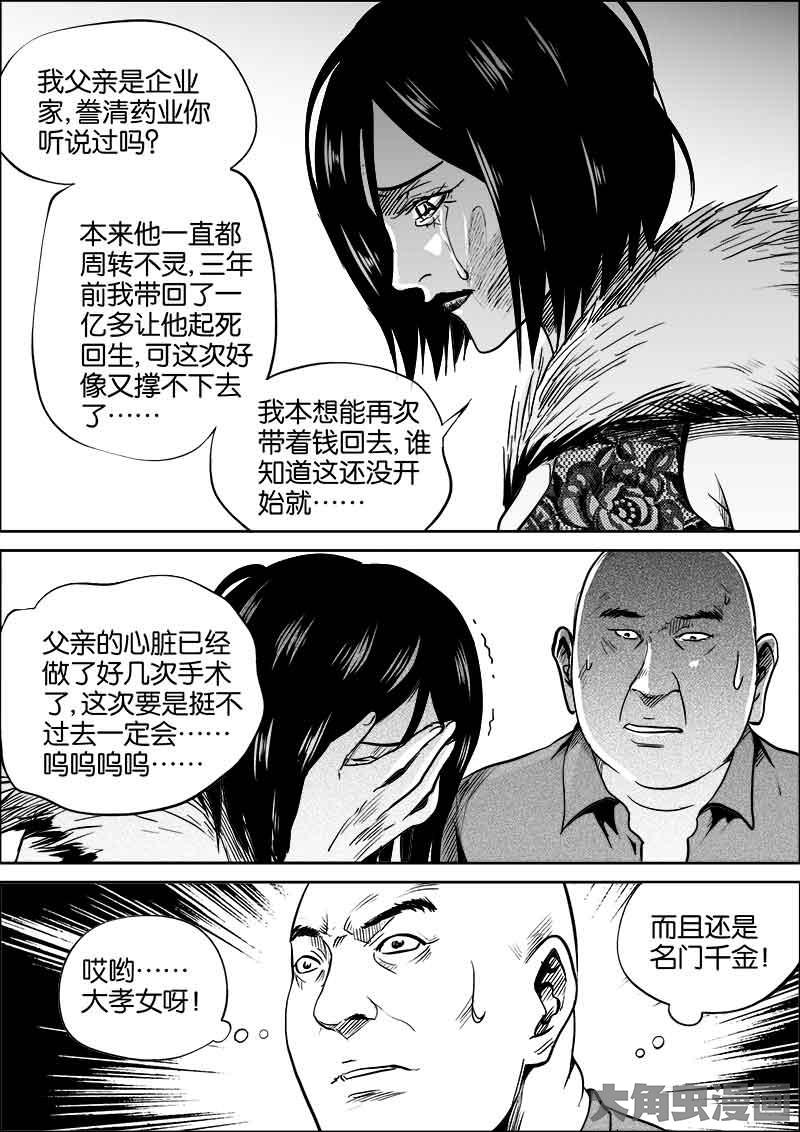 我父亲是企业
家,誊清药业你
听说过吗?
本来他一直都
周转不灵,三年
前我带回了一
亿多让他起死
回生,可这次好
像又撑不下去
了……
我本想能再次
带着钱回去,谁
知道这还没开
始就……
父亲的心脏已经
做了好几次手术
了,这次要是挺不
过去一定会……
呜呜呜呜……
哎哟……
大孝女呀!
而且还是
名门千金!
大角虫漫画